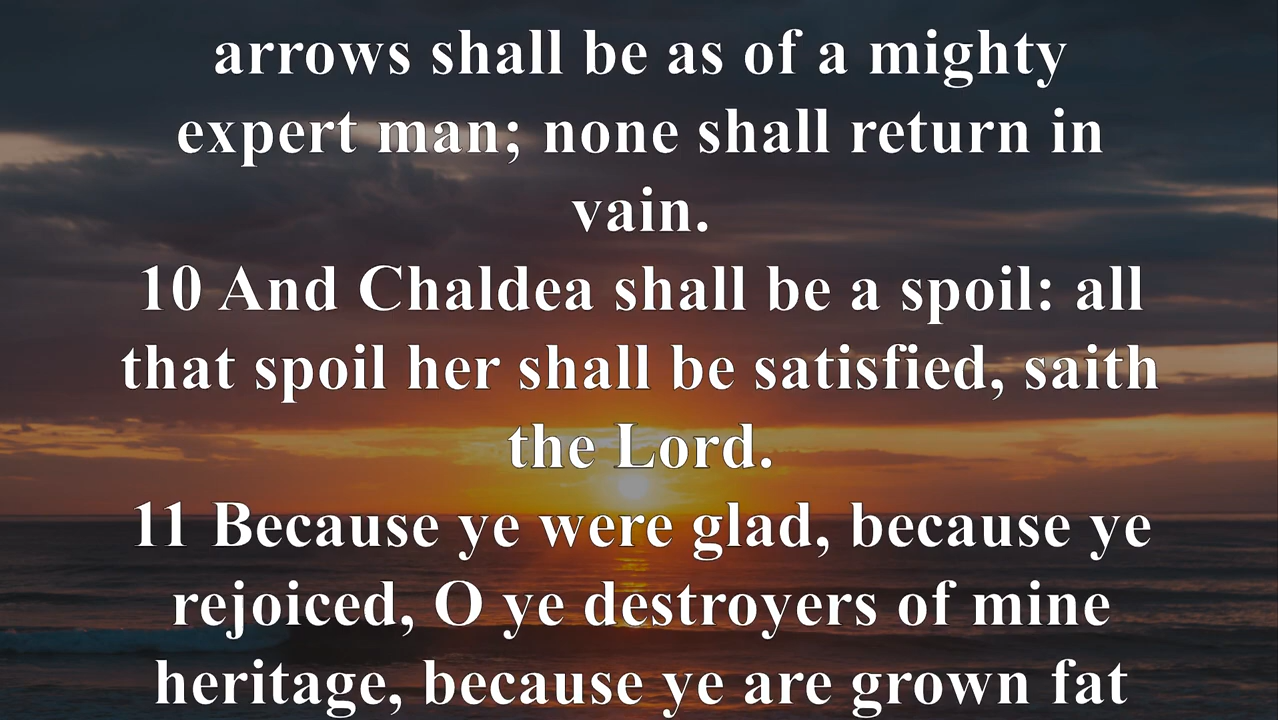 arrows shall be as of a mighty
expert man; none shall return in
vain.
10 And Chaldea shall be a spoil: all
that spoil her shall be satisfied, saith
the Lord.
11 Because ye were glad, because ye
rejoiced, O ye destroyers of mine
heritage, because ye are grown fat